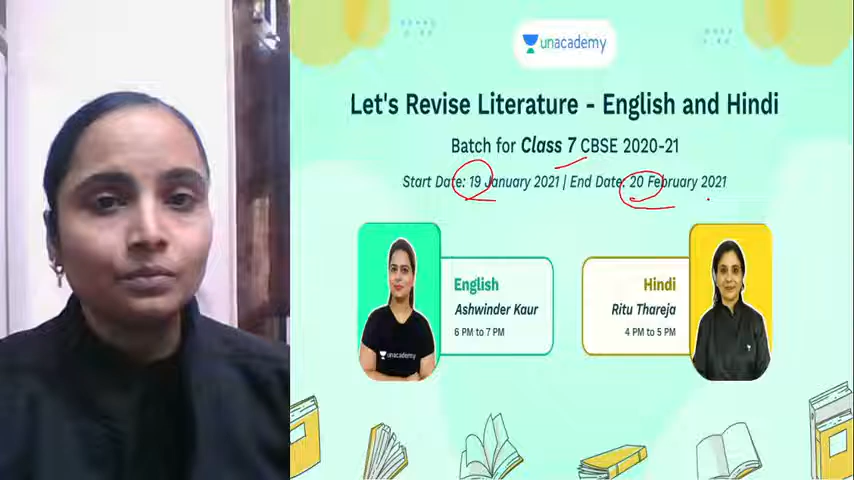 unacademy
Let's Revise Literature - English and Hindi
Batch for Class 7 CBSE 2020-21
Start Date: 19 January 2021 | End Date: 20 February 2021
English
Ashwinder Kaur
6 PM to 7 PM
Hindi
Ritu Thareja
4 PM to 5 PM
unacademy